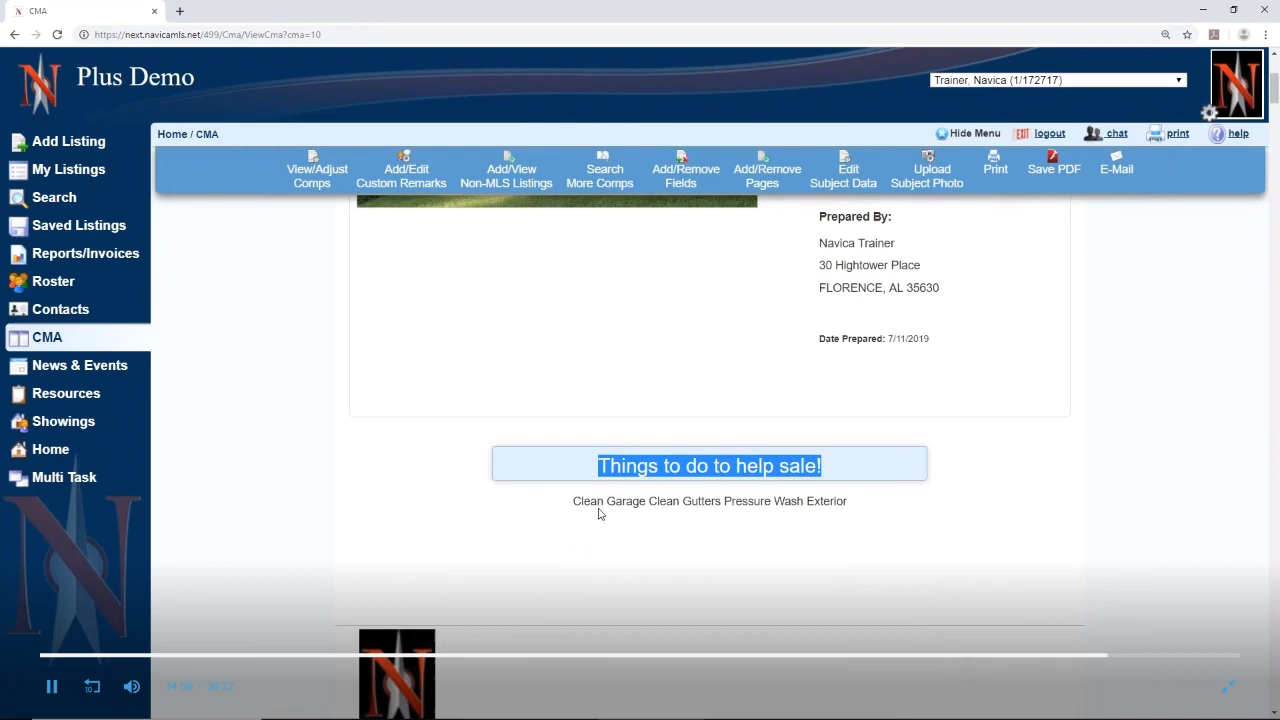 CMA
https://next.navicamls.net/499/Cma/ViewCma?cma=10
Plus Demo
Trainer, Navica (1/172717)
Home / CMA
Hide Menu
EXIT logout
chat
print
help
View/Adjust Comps
Add/Edit Custom Remarks
Add/View Non-MLS Listings
Search More Comps
Add/Remove Fields
Add/Remove Pages
Edit Subject Data
Upload Subject Photo
Print
Save PDF
E-Mail
Add Listing
My Listings
Search
Saved Listings
Reports/Invoices
Roster
Contacts
CMA
News & Events
Resources
Showings
Home
Multi Task
Prepared By:
Navica Trainer
30 Hightower Place
FLORENCE, AL 35630
Date Prepared: 7/11/2019
Things to do to help sale!
Clean Garage Clean Gutters Pressure Wash Exterior
10